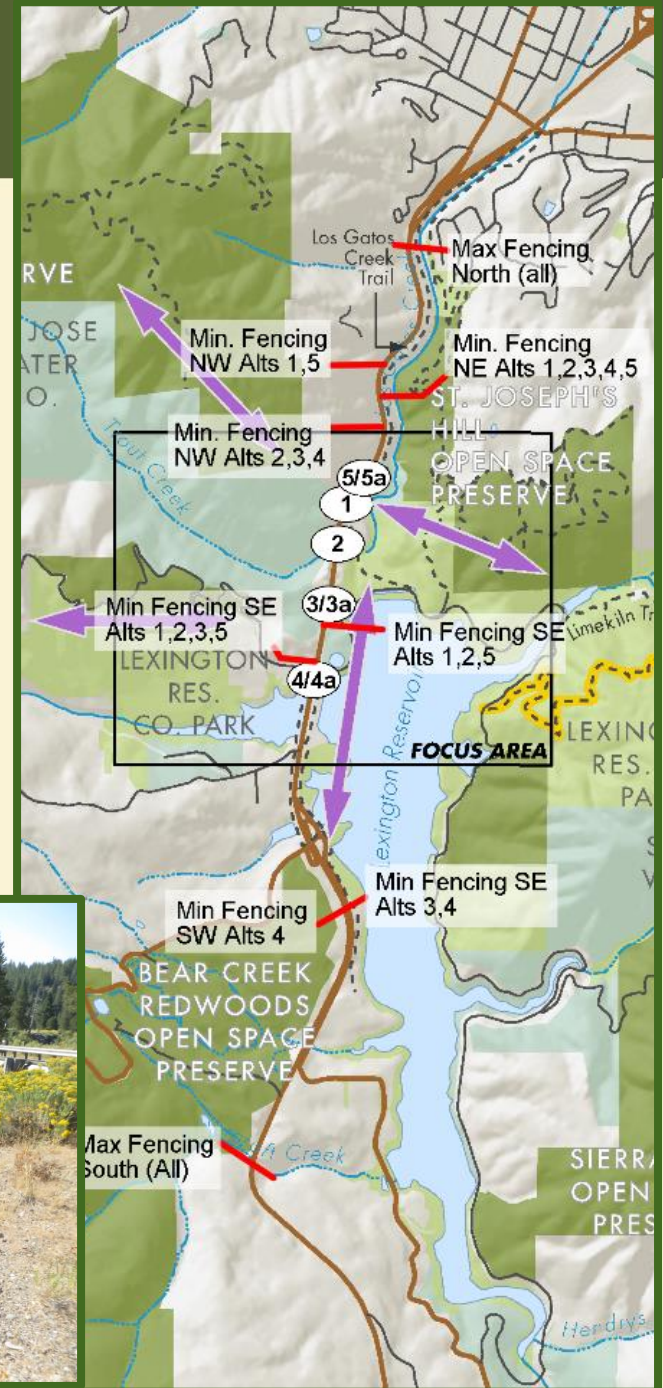 Los Gatos
Creek
Trail
Max Fencing
North (all)
RVE
JOSE
ATER
O.
Min. Fencing
NW Alts 1,5
Min. Fencing
NE Alts 1,2,3,4,5
ST. JOSEPH'S
HILL
OPEN SPACE
PRESERVE
Min. Fencing
NW Alts 2,3,4
Trout Creek
5/5a
1
2
3/3a
Min Fencing SE
Alts 1,2,3,5
Min Fencing SE
Alts 1,2,5
Limekiln Tr
LEXINGTON
RES.
CO. PARK
4/4a
Lexington Reservoir
LEXING
RES.
PA
FOCUS AREA
Min Fencing SE
Alts 3,4
Min Fencing
SW Alts 4
BEAR CREEK
REDWOODS
OPEN SPACE
PRESERVE
Max Fencing
South (All)
Creek
SIERRA
OPEN
PRES
Hendrys